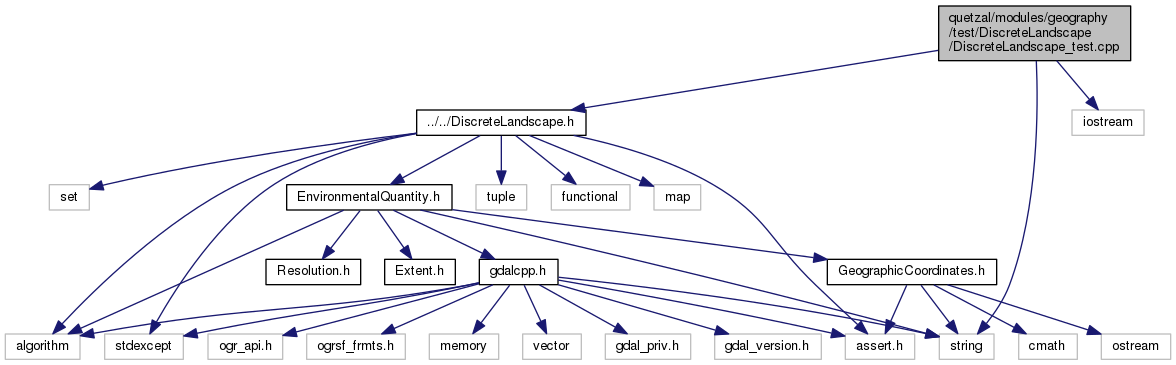 quetzal/modules/geography
/test/DiscreteLandscape
/DiscreteLandscape_test.cpp
../../DiscreteLandscape.h
iostream
set
EnvironmentalQuantity.h
tuple
functional
map
Resolution.h
Extent.h
gdalcpp.h
GeographicCoordinates.h
algorithm
stdexcept
ogr_api.h
ogrsf_frmts.h
memory
vector
gdal_priv.h
gdal_version.h
assert.h
string
cmath
ostream